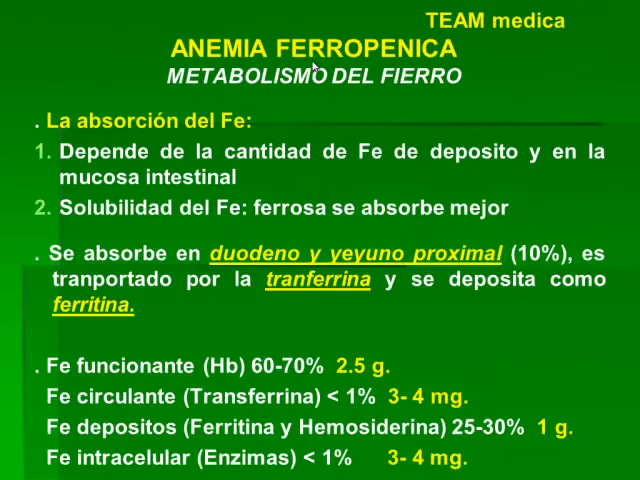 TEAM medica
ANEMIA FERROPENICA
METABOLISMO DEL FIERRO
. La absorción del Fe:
1. Depende de la cantidad de Fe de deposito y en la
mucosa intestinal
2. Solubilidad del Fe: ferrosa se absorbe mejor
. Se absorbe en duodeno y yeyuno proximal (10%), es
tranportado por la tranferrina y se deposita como
ferritina.
. Fe funcionante (Hb) 60-70% 2.5 g.
Fe circulante (Transferrina) < 1% 3- 4 mg.
Fe depositos (Ferritina y Hemosiderina) 25-30% 1 g.
Fe intracelular (Enzimas) < 1% 3- 4 mg.